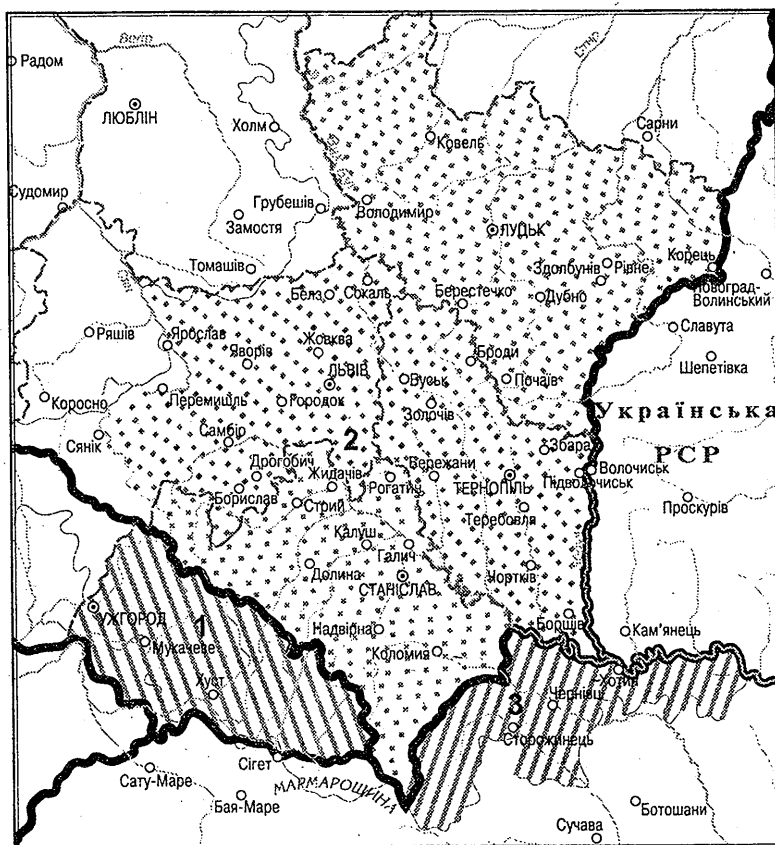 Радом
Вепр
Стир
ЛЮБЛІН
Холм
Ковель
Сарни
Судомир
Грубешів
Замостя
Володимир
ЛУЦЬК
Томашів
Белз
Сокаль
Берестечко
Здолбунів
Рівне
Корець
Новоград-
Волинський
Дубно
Славута
Ряшів
Ярослав
Яворів
Жовква
Броди
Шепетівка
ЛЬВІВ
Буськ
Почаїв
Коросно
Перемишль
Городок
Золочів
Українська
РСР
Сянік
Самбір
2
Збара
Волочиськ
Підволочиськ
Дрогобич
Жидачів
Бережани
Рогатин
ТЕРНОПІЛЬ
Борислав
Стрий
Теребовля
Проскурів
Калуш
Галич
Долина
СТАНІСЛАВ
Чортків
УЖГОРОД
1
Мукачеве
Надвірна
Борщів
Кам'янець
Коломия
Хуст
Хотин
3
Чернівц
Сторожинець
Сігет
Сату-Маре
МАРМАРОЩИНА
Бая-Маре
Ботошани
Сучава